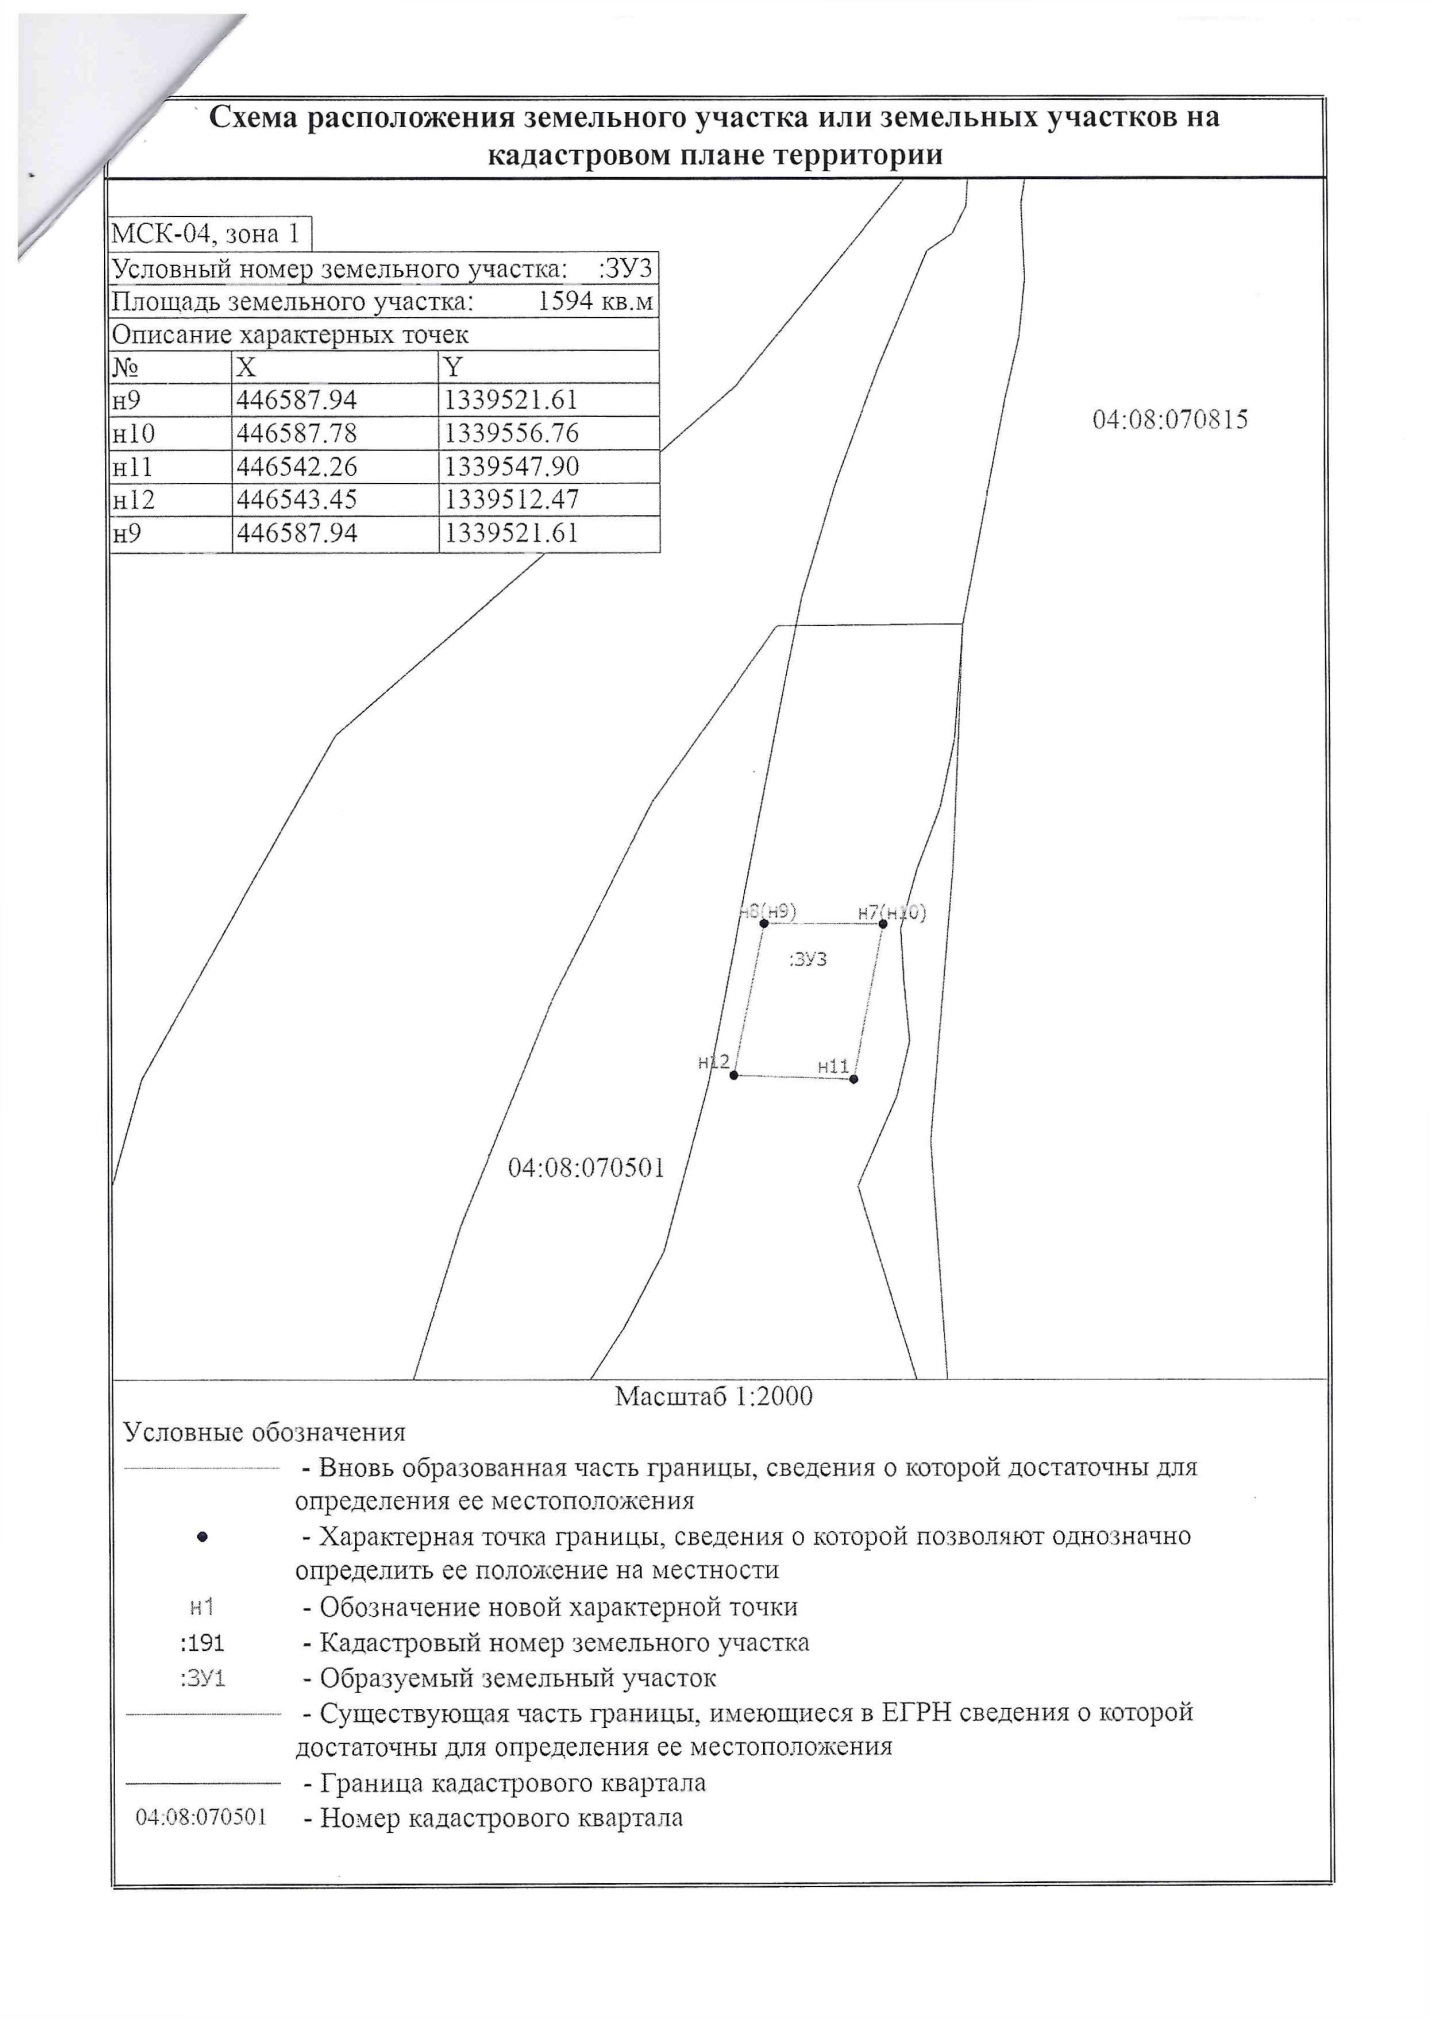 Схема расположения земельного участка или земельных участков на
кадастровом плане территории
МСК-04, зона 1
Условный номер земельного участка: :ЗУ3
Площадь земельного участка: 1594 кв.м
Описание характерных точек
№ X Y
н9 446587.94 1339521.61
н10 446587.78 1339556.76
н11 446542.26 1339547.90
н12 446543.45 1339512.47
н9 446587.94 1339521.61
04:08:070815
н8(н9) н7(н10)
:ЗУ3
н12 н11
04:08:070501
Масштаб 1:2000
Условные обозначения
- Вновь образованная часть границы, сведения о которой достаточны для
определения ее местоположения
- Характерная точка границы, сведения о которой позволяют однозначно
определить ее положение на местности
н1 - Обозначение новой характерной точки
:191 - Кадастровый номер земельного участка
:ЗУ1 - Образуемый земельный участок
- Существующая часть границы, имеющиеся в ЕГРН сведения о которой
достаточны для определения ее местоположения
- Граница кадастрового квартала
04:08:070501 - Номер кадастрового квартала